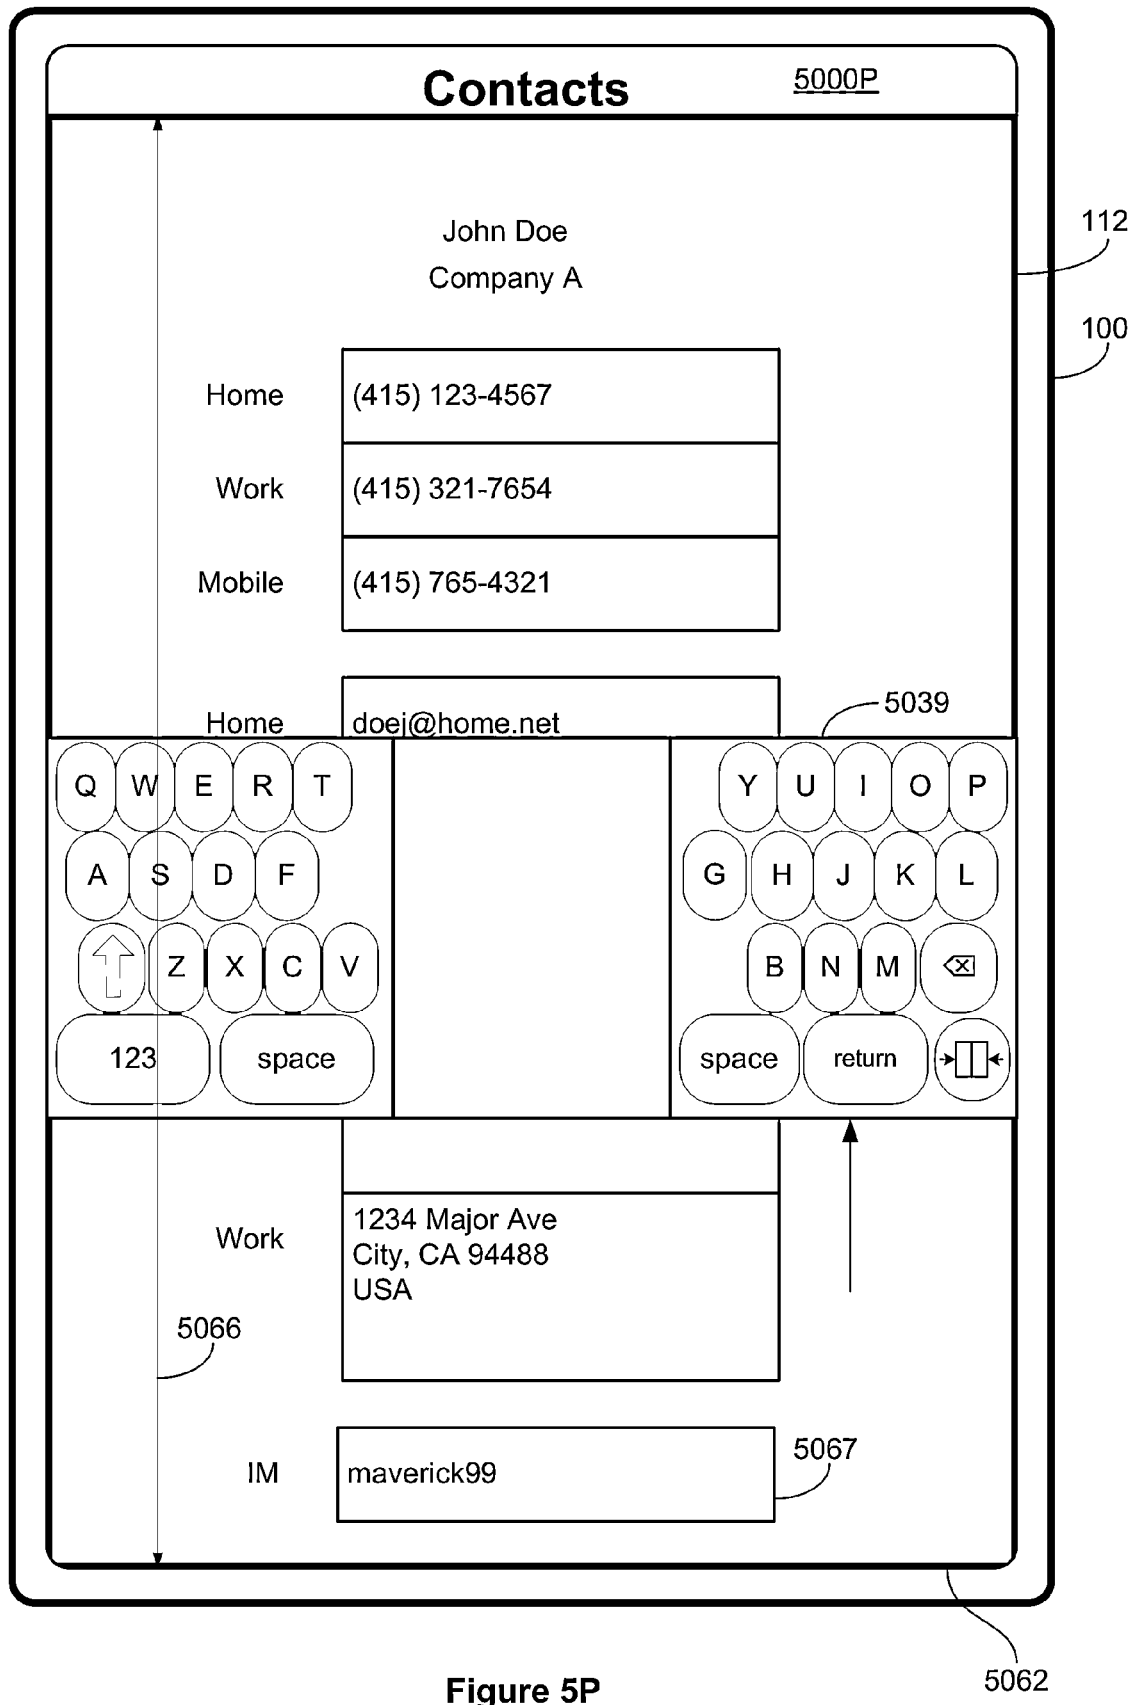 Contacts 5000P
John Doe
Company A
112
100
Home (415) 123-4567
Work (415) 321-7654
Mobile (415) 765-4321
Home doej@home.net
5039
Q W E R T Y U I O P
A S D F G H J K L
Z X C V B N M
123 space space return
Work
1234 Major Ave
City, CA 94488
USA
5066
IM maverick99
5067
5062
Figure 5P